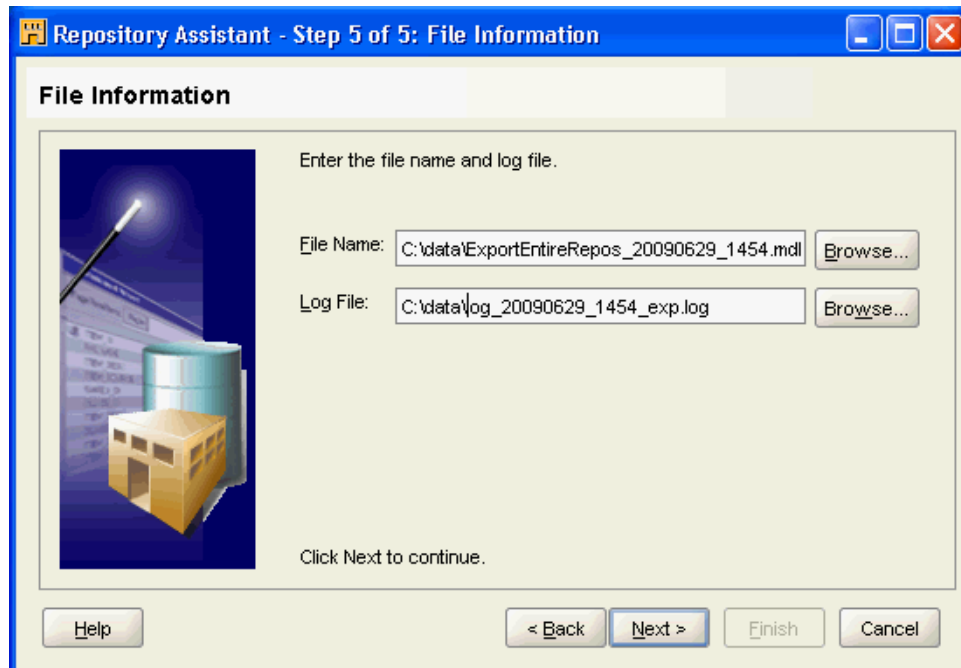 Repository Assistant - Step 5 of 5: File Information
File Information
Enter the file name and log file.
File Name: C:\data\ExportEntireRepos_20090629_1454.mdl Browse...
Log File: C:\data\log_20090629_1454_exp.log Browse...
Click Next to continue.
Help < Back Next > Finish Cancel